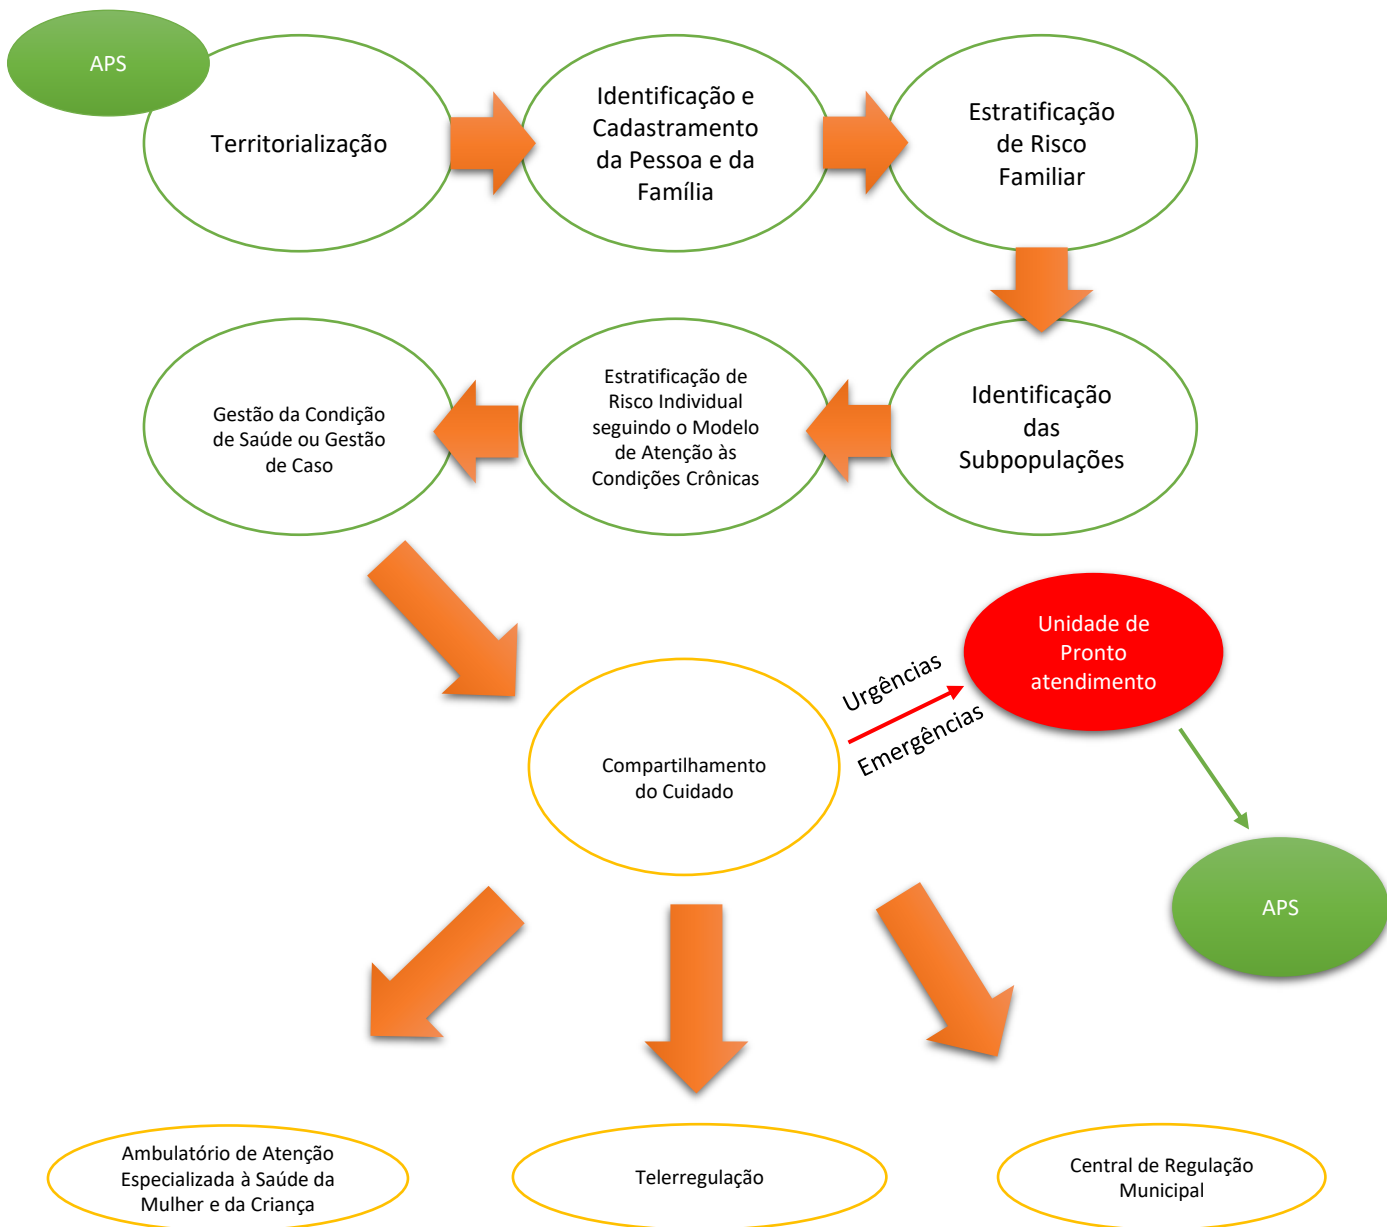 APS
Territorialização
Identificação e
Cadastramento
da Pessoa e da
Família
Estratificação
de Risco
Familiar
Gestão da Condição
de Saúde ou Gestão
de Caso
Estratificação de
Risco Individual
seguindo o Modelo
de Atenção às
Condições Crônicas
Identificação
das
Subpopulações
Compartilhamento
do Cuidado
Urgências
Emergências
Unidade de
Pronto
atendimento
APS
Ambulatório de Atenção
Especializada à Saúde da
Mulher e da Criança
Telerregulação
Central de Regulação
Municipal